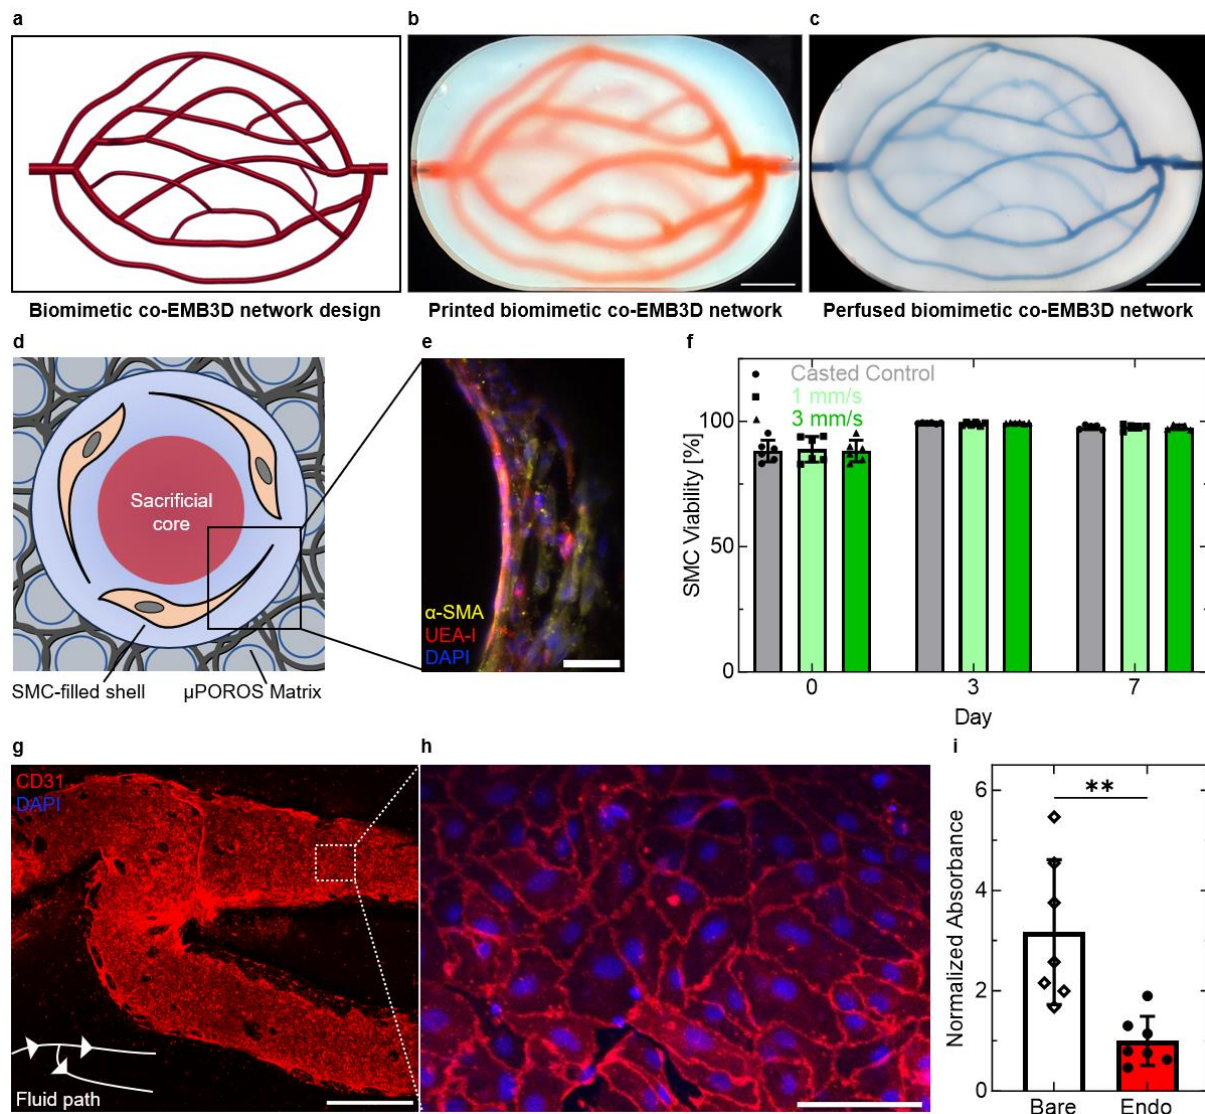 a
b
c
Biomimetic co-EMB3D network design
Printed biomimetic co-EMB3D network
Perfused biomimetic co-EMB3D network
d
Sacrificial
core
SMC-filled shell
µPOROS Matrix
e
α-SMA
UEA-I
DAPI
f
Casted Control
1 mm/s
3 mm/s
SMC Viability [%]
100
50
0
0
3
7
Day
g
CD31
DAPI
Fluid path
h
i
Normalized Absorbance
6
4
2
0
**
Bare
Endo